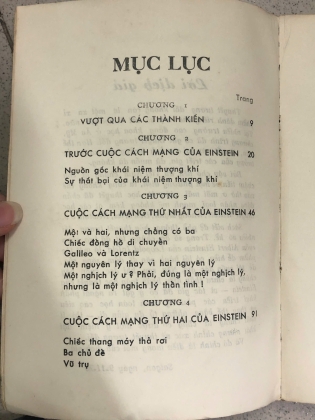 MỤC LỤC
Trang
CHƯƠNG 1
VƯỢT QUA CÁC THÀNH KIẾN 9
CHƯƠNG 2
TRƯỚC CUỘC CÁCH MẠNG CỦA EINSTEIN 20
Nguồn gốc khái niệm thượng khí
Sự thất bại của khái niệm thượng khí
CHƯƠNG 3
CUỘC CÁCH MẠNG THỨ NHẤT CỦA EINSTEIN 46
Một và hai, nhưng chẳng có ba
Chiếc đồng hồ di chuyển
Galileo và Lorentz
Một nguyên lý thay vì hai nguyên lý
Một nghịch lý ư ? Phải, đúng là một nghịch lý,
nhưng là một nghịch lý thần tình !
CHƯƠNG 4
CUỘC CÁCH MẠNG THỨ HAI CỦA EINSTEIN 91
Chiếc thang máy thả rơi
Ba chủ đề
Vũ trụ